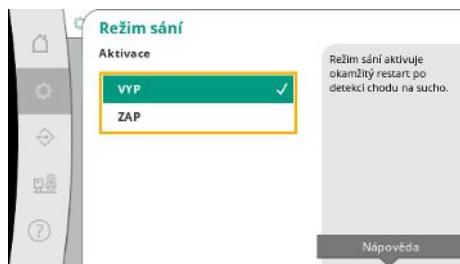 Režim sání
Aktivace
VYP
ZAP
Režim sání aktivuje
okamžitý restart po
detekci chodu na sucho.
Nápověda